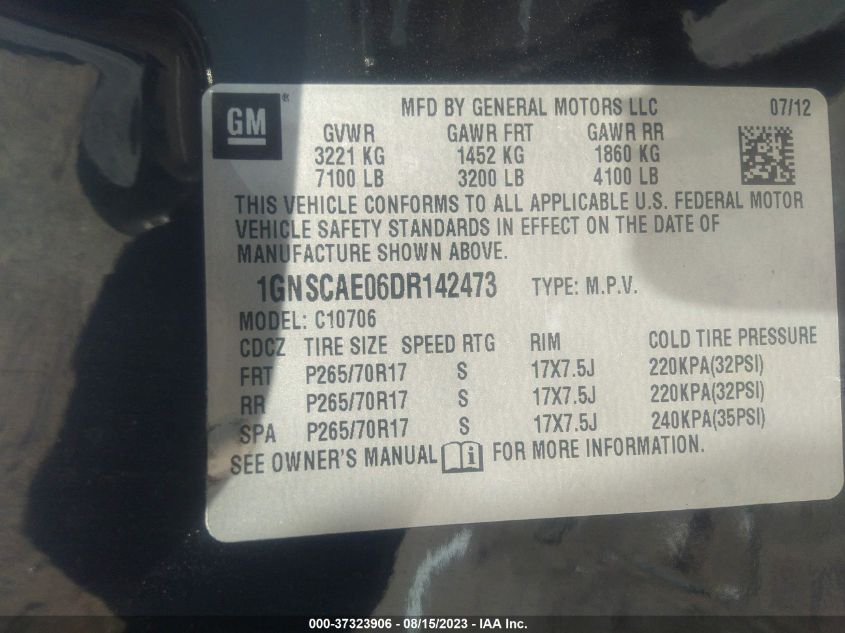 GM ® MFD BY GENERAL MOTORS LLC 07/12
GVWR GAWR FRT GAWR RR
3221 KG 1452 KG 1860 KG
7100 LB 3200 LB 4100 LB
THIS VEHICLE CONFORMS TO ALL APPLICABLE U.S. FEDERAL MOTOR
VEHICLE SAFETY STANDARDS IN EFFECT ON THE DATE OF
MANUFACTURE SHOWN ABOVE.
1GNSCAE06DR142473 TYPE: M.P.V.
MODEL: C10706
CDCZ TIRE SIZE SPEED RTG RIM COLD TIRE PRESSURE
FRT P265/70R17 S 17X7.5J 220KPA(32PSI)
RR P265/70R17 S 17X7.5J 220KPA(32PSI)
SPA P265/70R17 S 17X7.5J 240KPA(35PSI)
SEE OWNER'S MANUAL i FOR MORE INFORMATION.
000-37323906 - 08/15/2023 - IAA Inc.